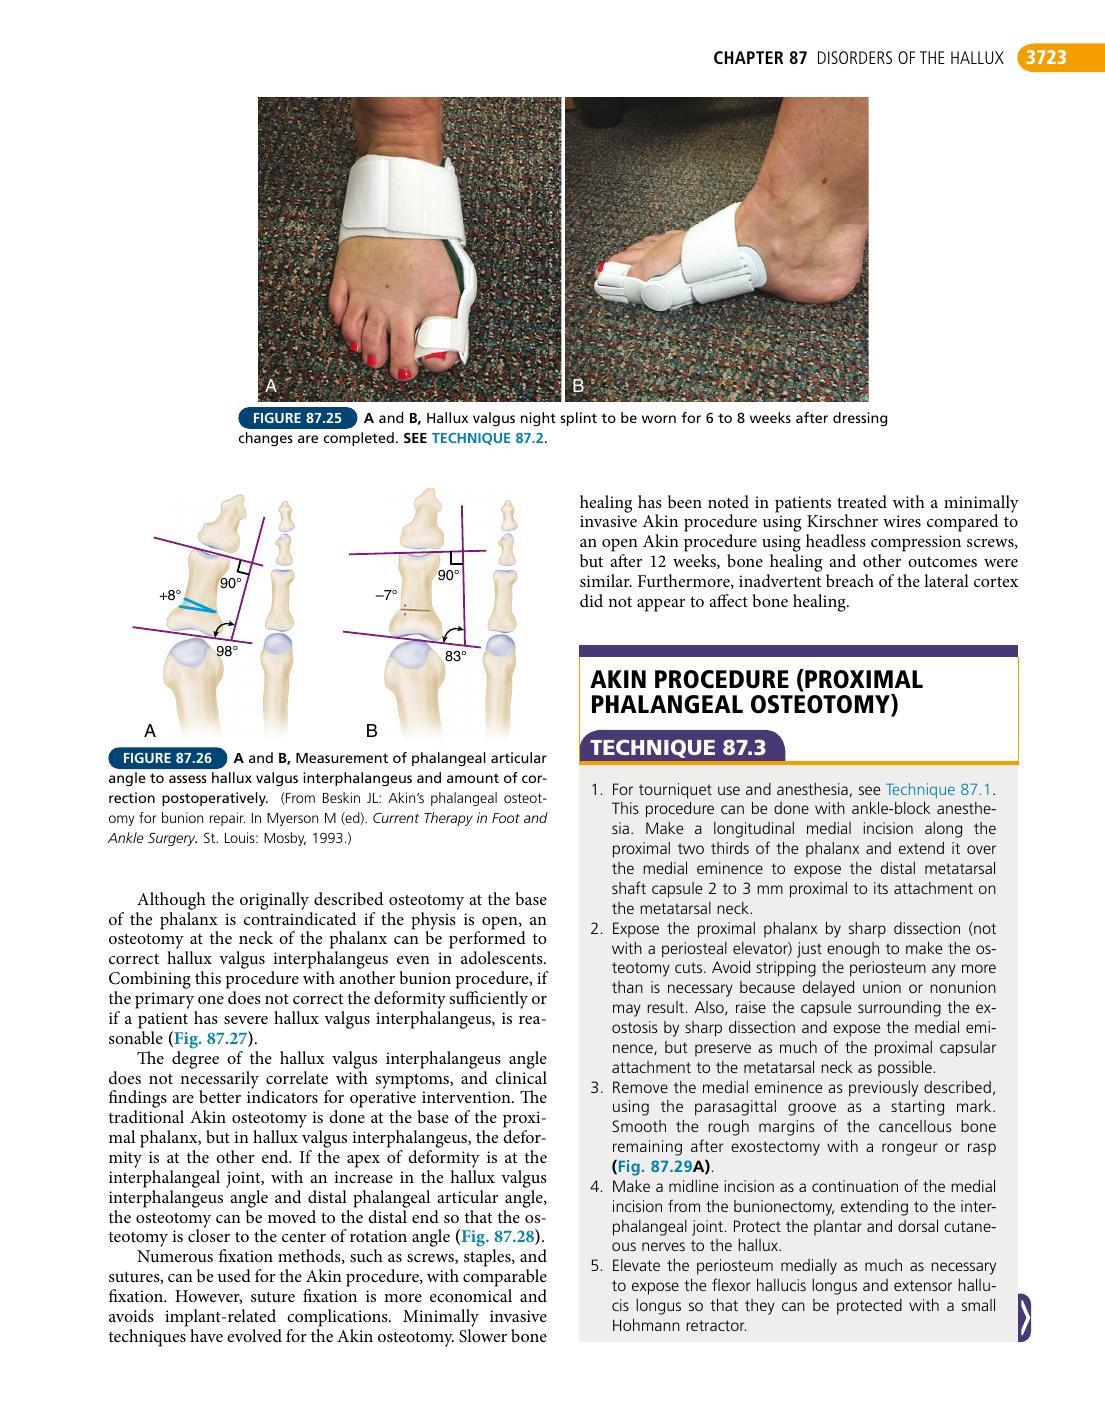 CHAPTER 87 DISORDERS OF THE HALLUX 3723
A B
FIGURE 87.25 A and B, Hallux valgus night splint to be worn for 6 to 8 weeks after dressing
changes are completed. SEE TECHNIQUE 87.2.
90°
+8°
98°
A
90°
–7°
83°
B
FIGURE 87.26 A and B, Measurement of phalangeal articular
angle to assess hallux valgus interphalangeus and amount of cor-
rection postoperatively. (From Beskin JL: Akin’s phalangeal osteot-
omy for bunion repair. In Myerson M (ed). Current Therapy in Foot and
Ankle Surgery. St. Louis: Mosby, 1993.)
Although the originally described osteotomy at the base
of the phalanx is contraindicated if the physis is open, an
osteotomy at the neck of the phalanx can be performed to
correct hallux valgus interphalangeus even in adolescents.
Combining this procedure with another bunion procedure, if
the primary one does not correct the deformity sufficiently or
if a patient has severe hallux valgus interphalangeus, is rea-
sonable (Fig. 87.27).
The degree of the hallux valgus interphalangeus angle
does not necessarily correlate with symptoms, and clinical
findings are better indicators for operative intervention. The
traditional Akin osteotomy is done at the base of the proxi-
mal phalanx, but in hallux valgus interphalangeus, the defor-
mity is at the other end. If the apex of deformity is at the
interphalangeal joint, with an increase in the hallux valgus
interphalangeus angle and distal phalangeal articular angle,
the osteotomy can be moved to the distal end so that the os-
teotomy is closer to the center of rotation angle (Fig. 87.28).
Numerous fixation methods, such as screws, staples, and
sutures, can be used for the Akin procedure, with comparable
fixation. However, suture fixation is more economical and
avoids implant-related complications. Minimally invasive
techniques have evolved for the Akin osteotomy. Slower bone
healing has been noted in patients treated with a minimally
invasive Akin procedure using Kirschner wires compared to
an open Akin procedure using headless compression screws,
but after 12 weeks, bone healing and other outcomes were
similar. Furthermore, inadvertent breach of the lateral cortex
did not appear to affect bone healing.
AKIN PROCEDURE (PROXIMAL
PHALANGEAL OSTEOTOMY)
TECHNIQUE 87.3
1. For tourniquet use and anesthesia, see Technique 87.1.
This procedure can be done with ankle-block anesthe-
sia. Make a longitudinal medial incision along the
proximal two thirds of the phalanx and extend it over
the medial eminence to expose the distal metatarsal
shaft capsule 2 to 3 mm proximal to its attachment on
the metatarsal neck.
2. Expose the proximal phalanx by sharp dissection (not
with a periosteal elevator) just enough to make the os-
teotomy cuts. Avoid stripping the periosteum any more
than is necessary because delayed union or nonunion
may result. Also, raise the capsule surrounding the ex-
ostosis by sharp dissection and expose the medial emi-
nence, but preserve as much of the proximal capsular
attachment to the metatarsal neck as possible.
3. Remove the medial eminence as previously described,
using the parasagittal groove as a starting mark.
Smooth the rough margins of the cancellous bone
remaining after exostectomy with a rongeur or rasp
(Fig. 87.29A).
4. Make a midline incision as a continuation of the medial
incision from the bunionectomy, extending to the inter-
phalangeal joint. Protect the plantar and dorsal cutane-
ous nerves to the hallux.
5. Elevate the periosteum medially as much as necessary
to expose the flexor hallucis longus and extensor hallu-
cis longus so that they can be protected with a small
Hohmann retractor.